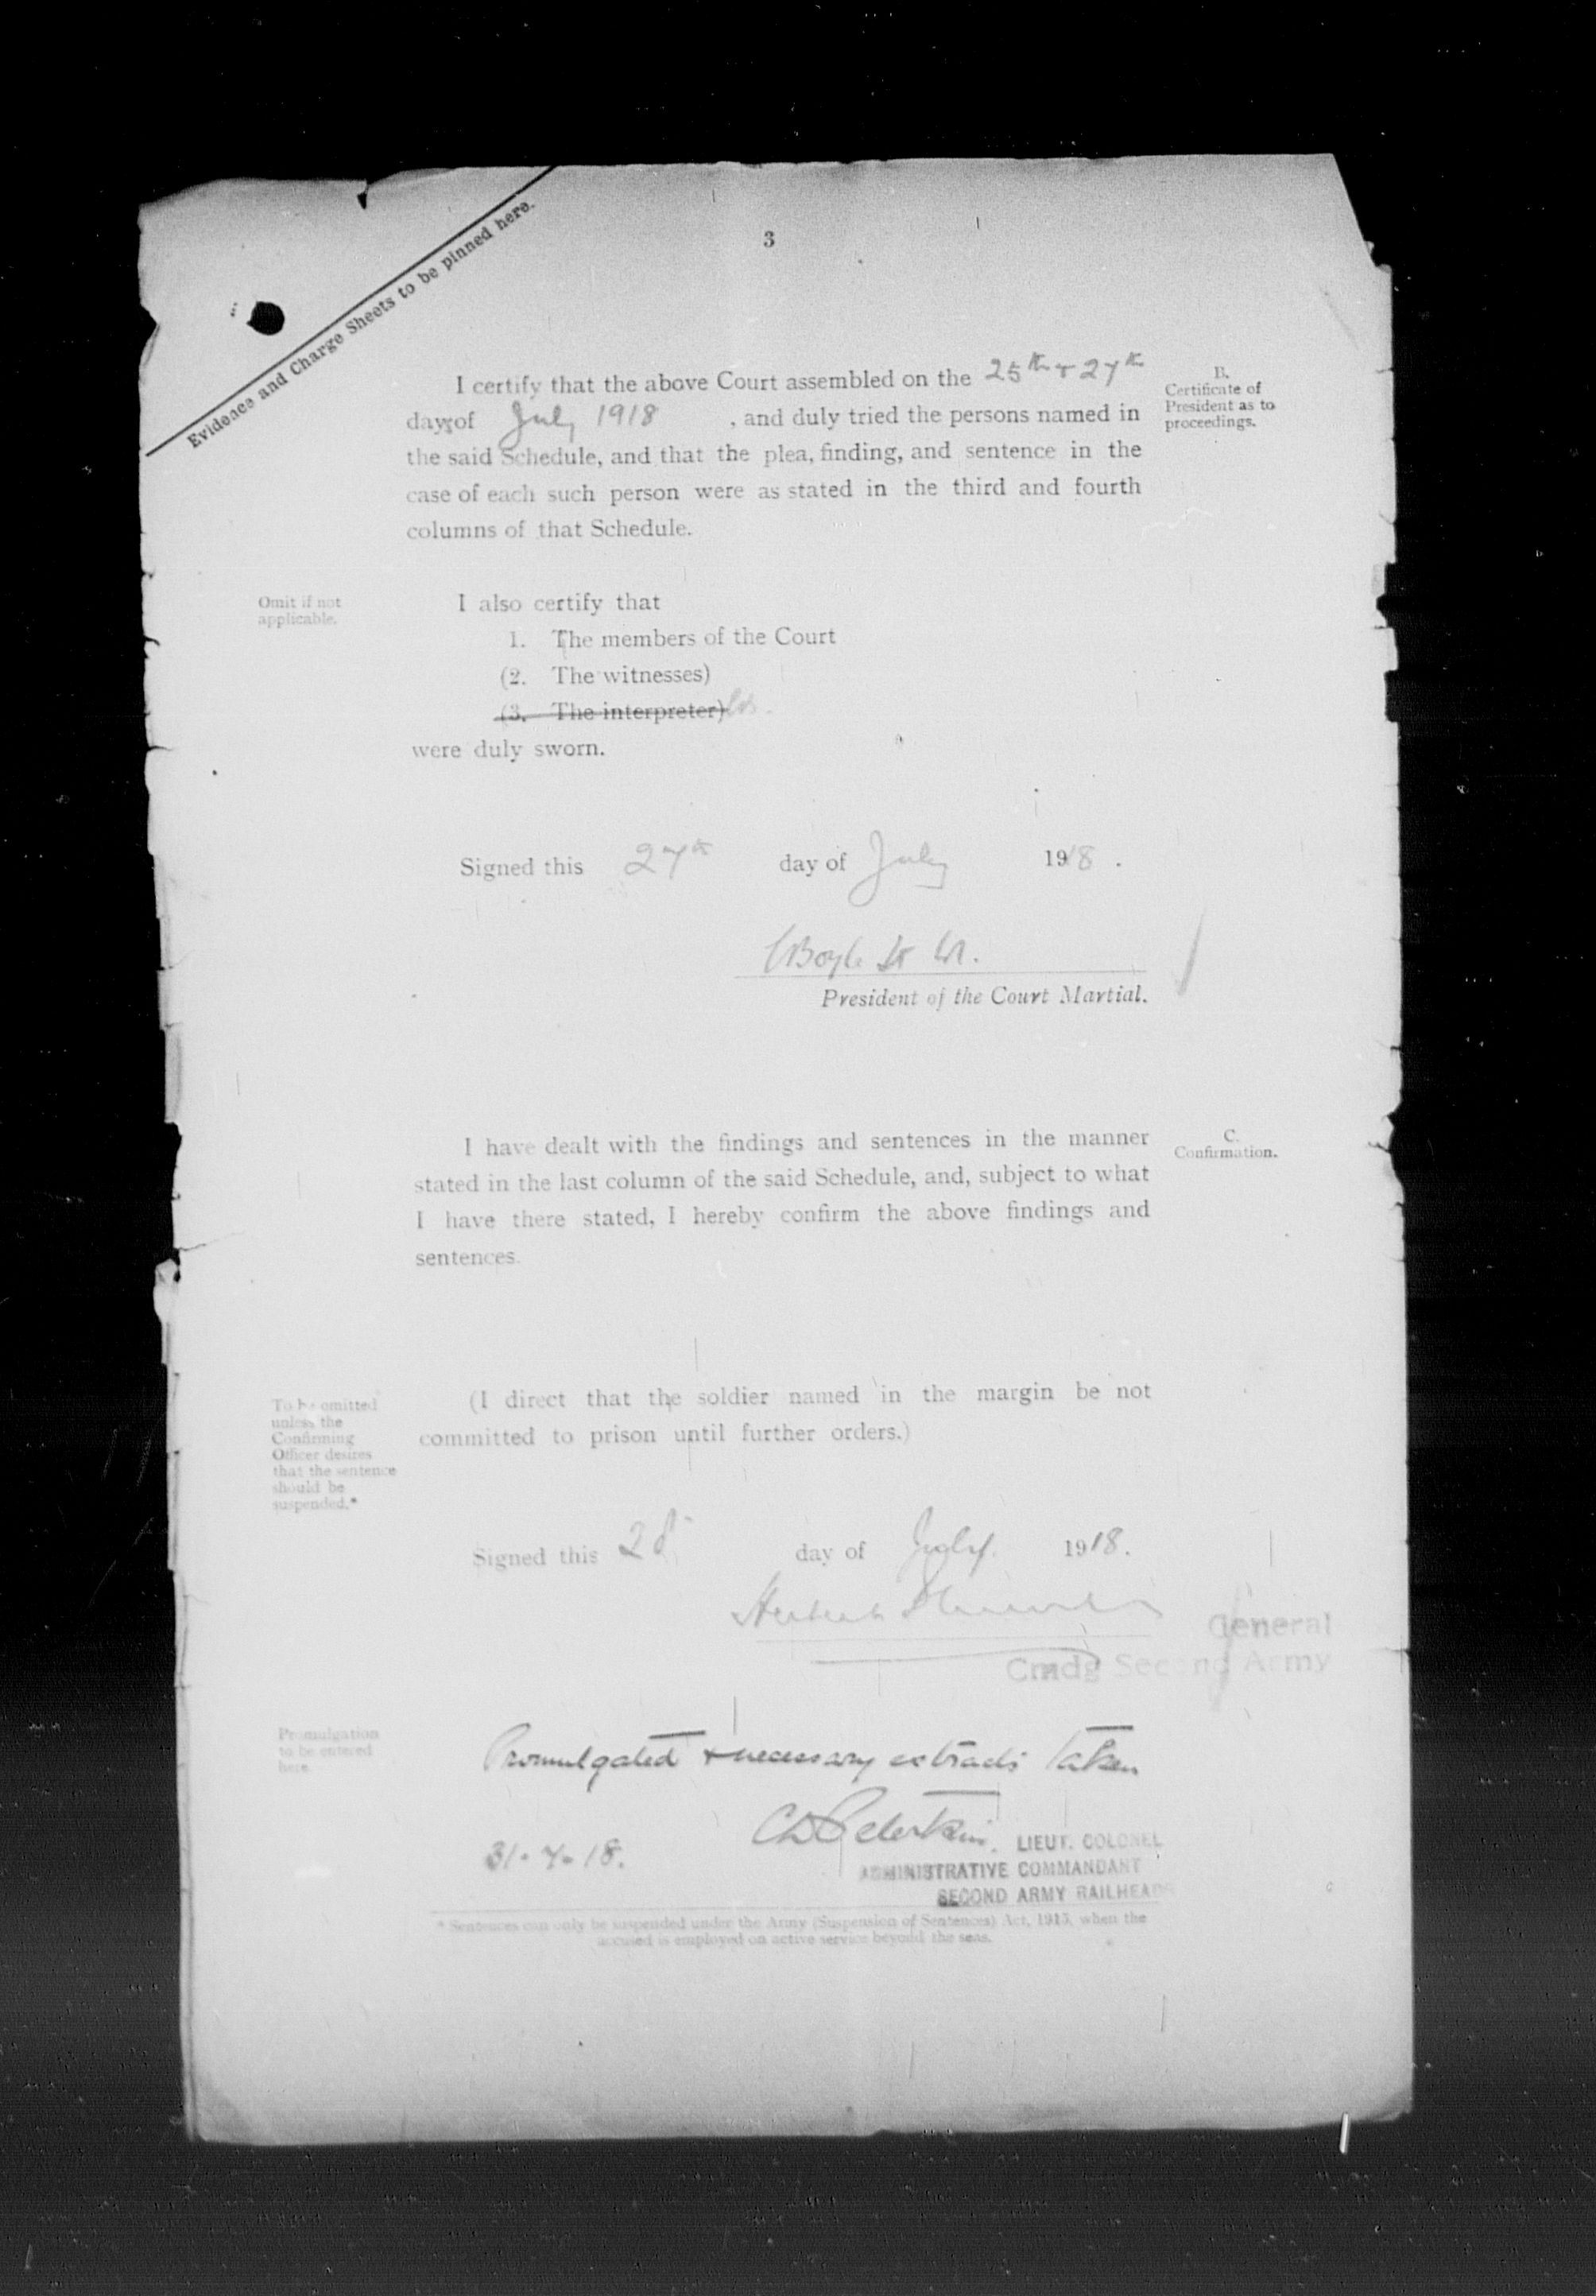 3
Evidence and Charge Sheets to be pinned here.
I certify that the above Court assembled on the 25th & 27th
days of July 1918 , and duly tried the persons named in
the said Schedule, and that the plea, finding, and sentence in the
case of each such person were as stated in the third and fourth
columns of that Schedule.
B.
Certificate of
President as to
proceedings.
Omit if not
applicable.
I also certify that
1. The members of the Court
(2. The witnesses)
(3. The interpreter)
were duly sworn.
Signed this 27th day of July 1918 .
Boyle Lt Col.
President of the Court Martial.
I have dealt with the findings and sentences in the manner
stated in the last column of the said Schedule, and, subject to what
I have there stated, I hereby confirm the above findings and
sentences.
C.
Confirmation.
To be omitted
unless the
Confirming
Officer desires
that the sentence
should be
suspended.*
(I direct that the soldier named in the margin be not
committed to prison until further orders.)
Signed this 28 day of July 1918.
Herbert Plumer
General
Cmdg Second Army
Promulgation
to be entered
here.
Promulgated & necessary extracts taken
31-7-18.
LIEUT. COLONEL
ADMINISTRATIVE COMMANDANT
SECOND ARMY RAILHEADS
* Sentences can only be suspended under the Army (Suspension of Sentences) Act, 1915, when the
accused is employed on active service beyond the seas.